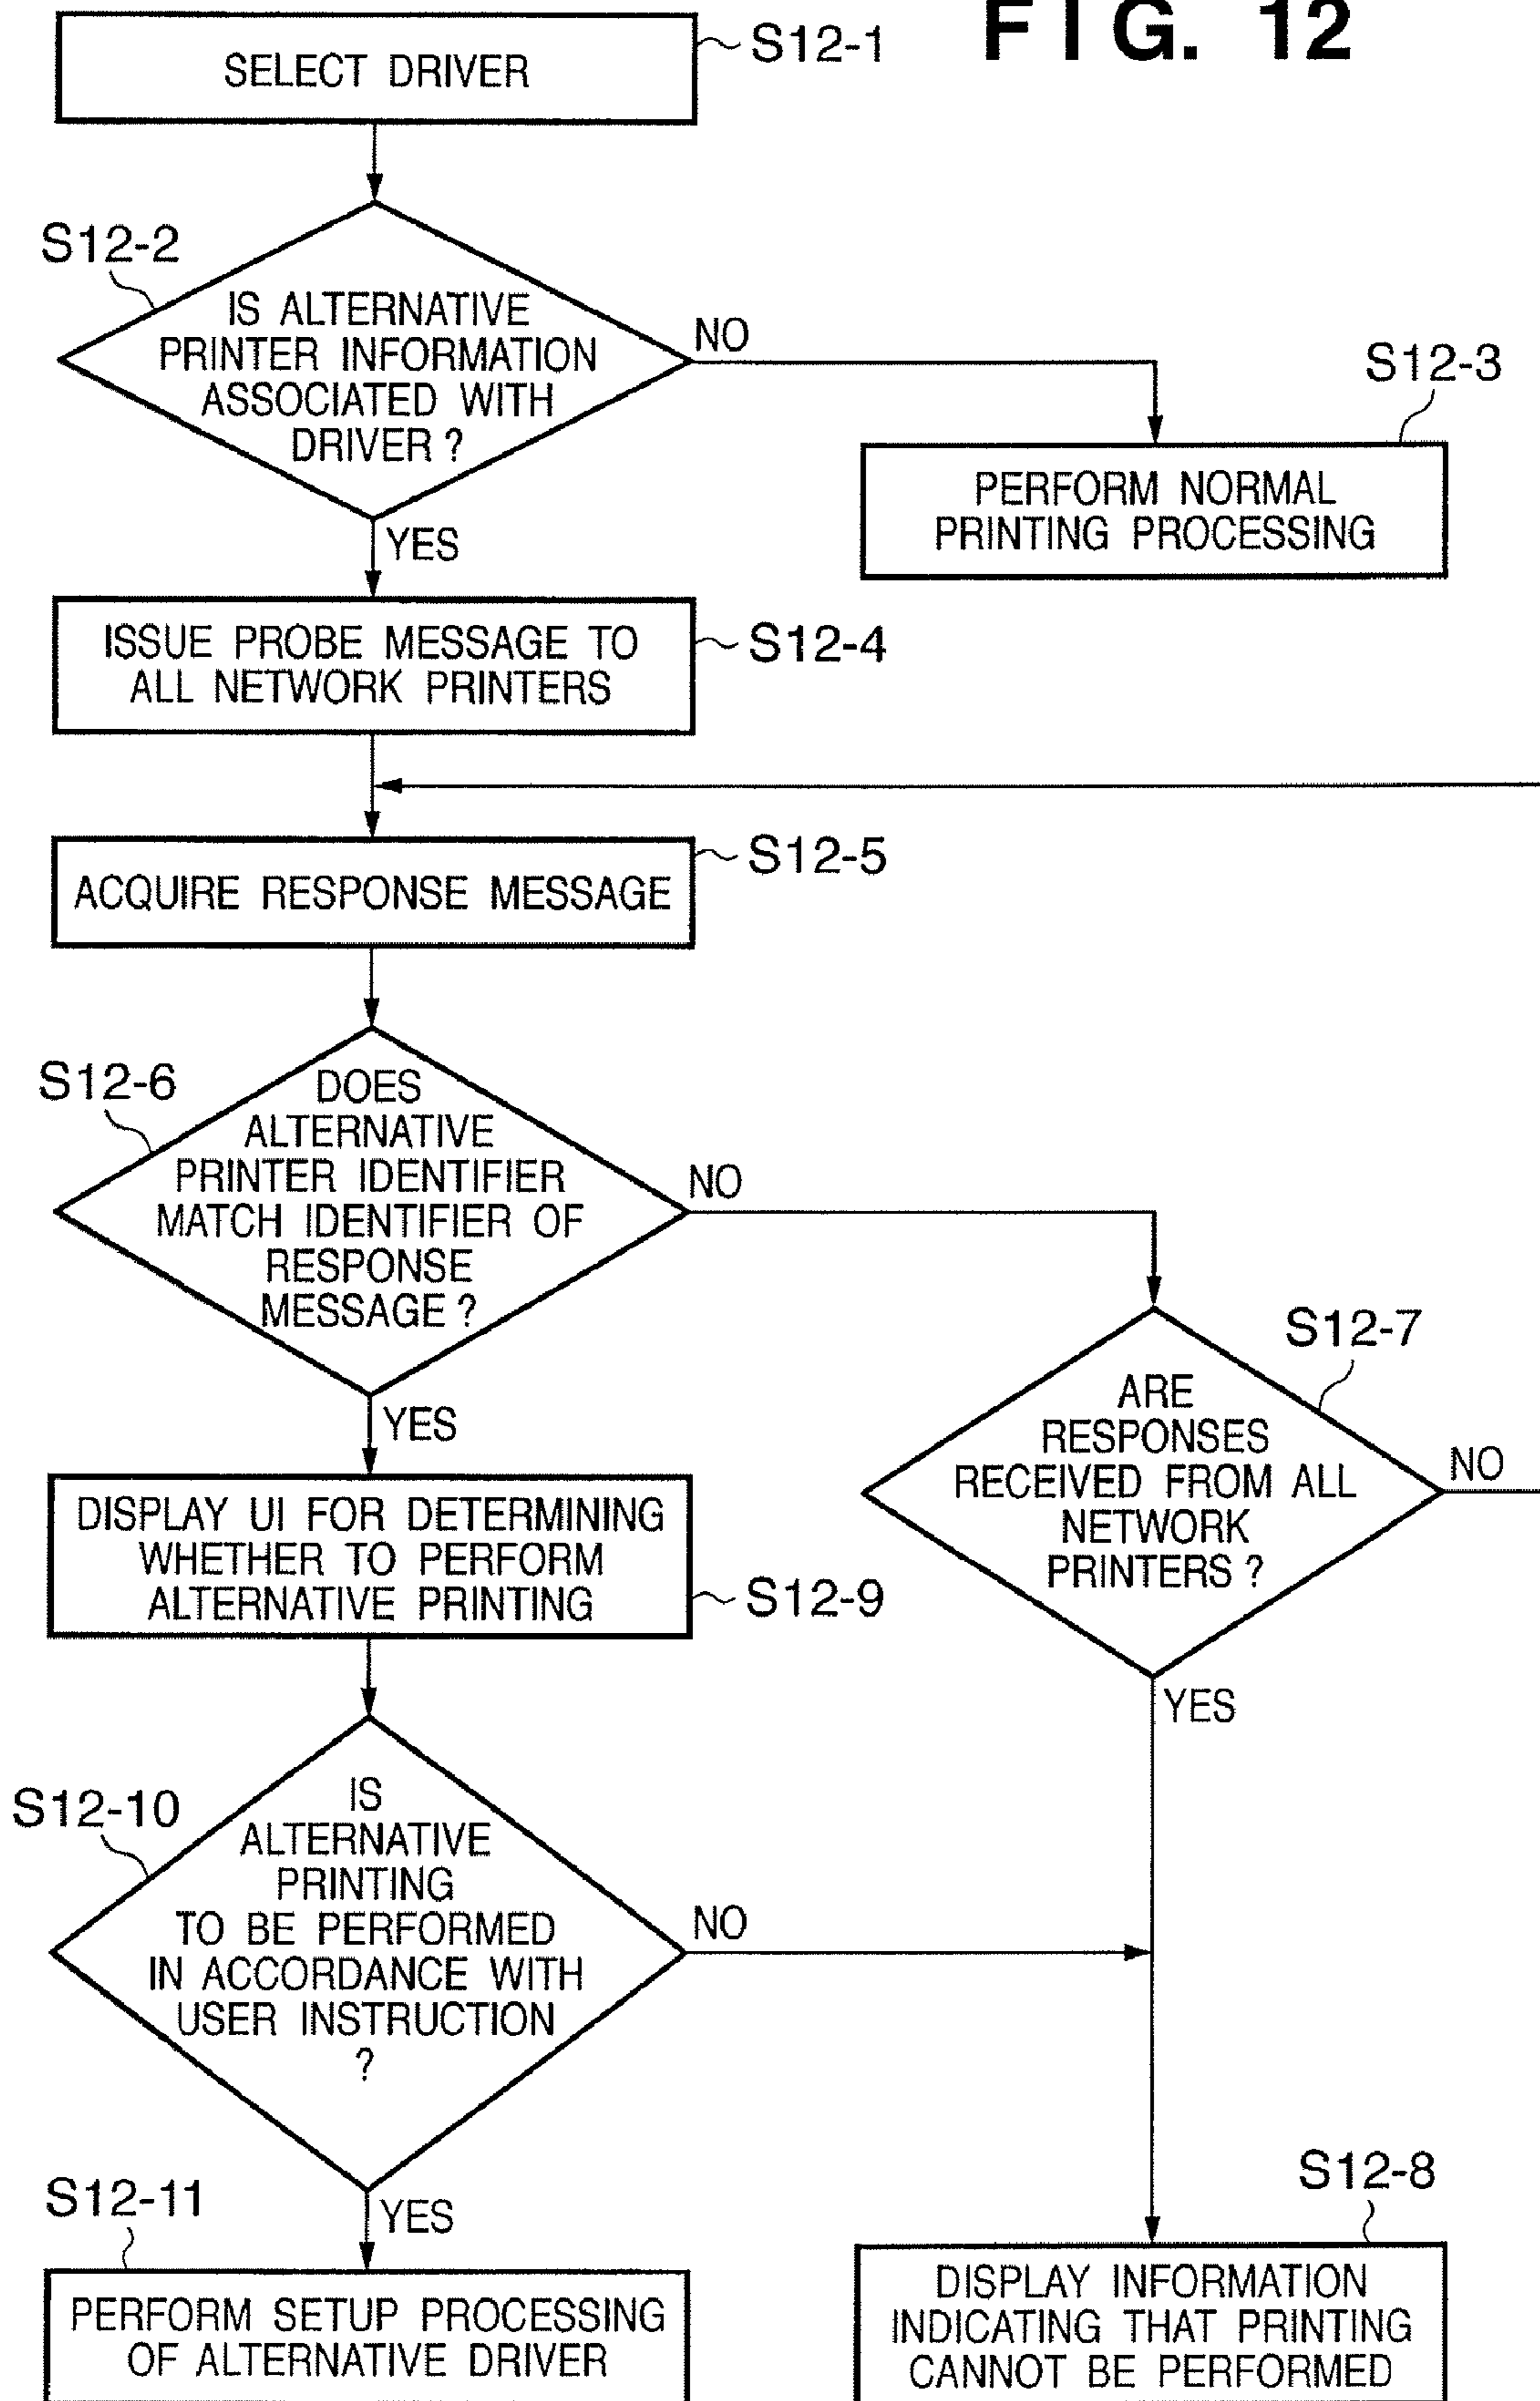 FIG. 12
SELECT DRIVER
S12-1
S12-2
IS ALTERNATIVE
PRINTER INFORMATION
ASSOCIATED WITH
DRIVER ?
NO
S12-3
PERFORM NORMAL
PRINTING PROCESSING
YES
ISSUE PROBE MESSAGE TO
ALL NETWORK PRINTERS
S12-4
ACQUIRE RESPONSE MESSAGE
S12-5
S12-6
DOES
ALTERNATIVE
PRINTER IDENTIFIER
MATCH IDENTIFIER OF
RESPONSE
MESSAGE ?
NO
S12-7
ARE
RESPONSES
RECEIVED FROM ALL
NETWORK
PRINTERS ?
NO
YES
YES
DISPLAY UI FOR DETERMINING
WHETHER TO PERFORM
ALTERNATIVE PRINTING
S12-9
S12-10
IS
ALTERNATIVE
PRINTING
TO BE PERFORMED
IN ACCORDANCE WITH
USER INSTRUCTION
?
NO
S12-11
YES
PERFORM SETUP PROCESSING
OF ALTERNATIVE DRIVER
S12-8
DISPLAY INFORMATION
INDICATING THAT PRINTING
CANNOT BE PERFORMED